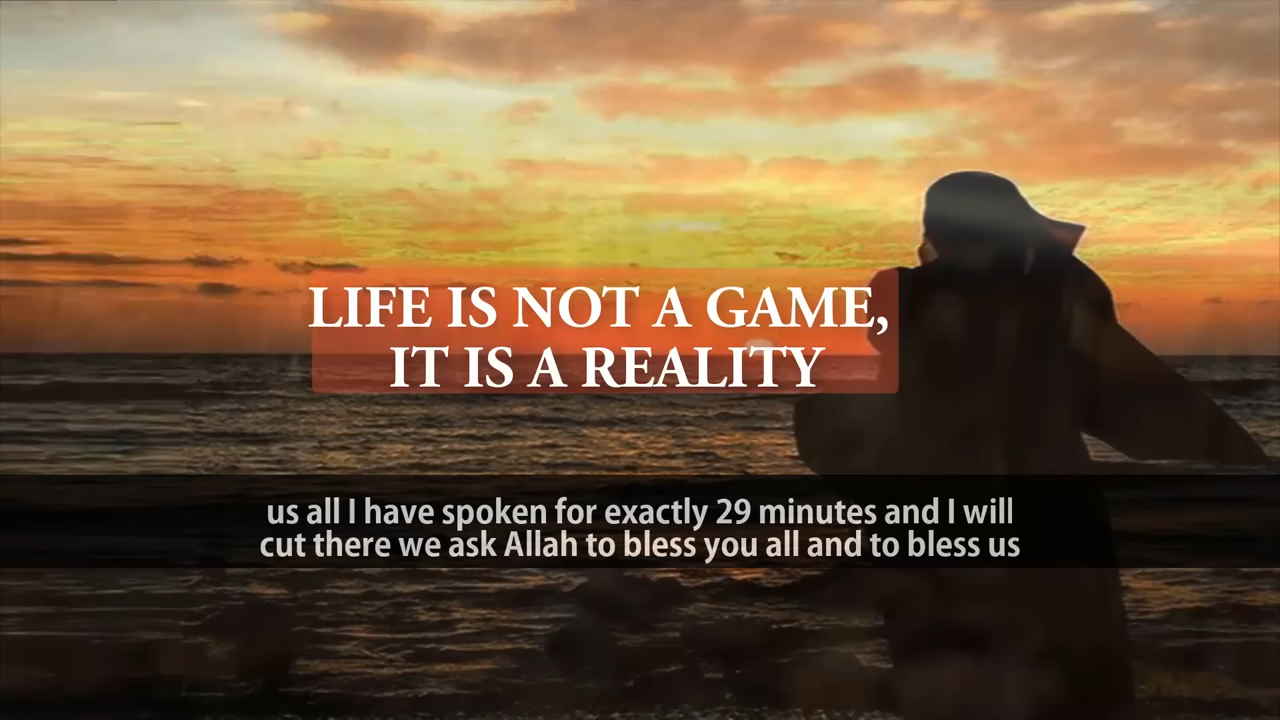 LIFE IS NOT A GAME,
IT IS A REALITY
us all I have spoken for exactly 29 minutes and I will
cut there we ask Allah to bless you all and to bless us